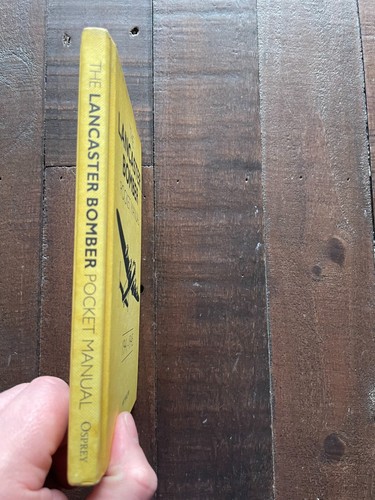 THE LANCASTER BOMBER POCKET MANUAL OSPREY
LANCASTER
BOMBER